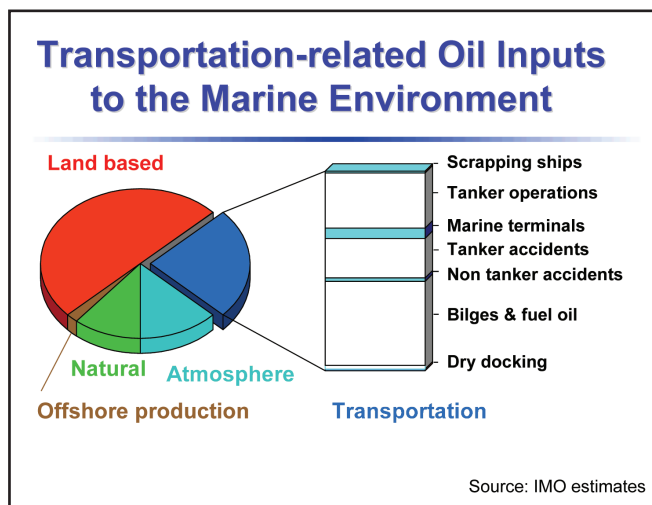 Transportation-related Oil Inputs
to the Marine Environment
Land based
Scrapping ships
Tanker operations
Marine terminals
Tanker accidents
Non tanker accidents
Bilges & fuel oil
Dry docking
Natural
Atmosphere
Offshore production
Transportation
Source: IMO estimates